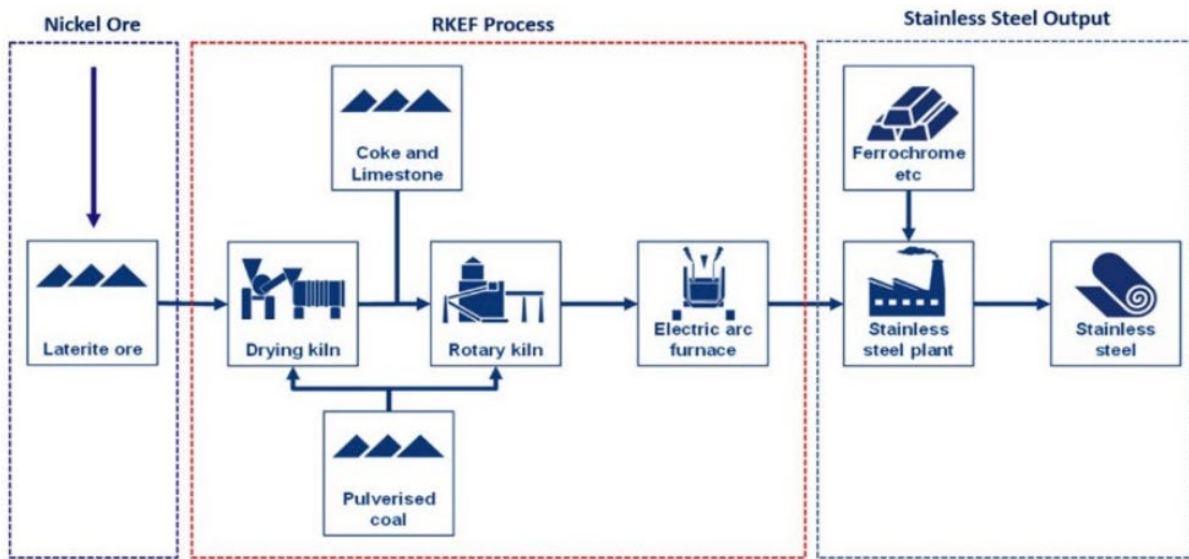 Nickel Ore
RKEF Process
Stainless Steel Output
Coke and
Limestone
Ferrochrome
etc
Laterite ore
Drying kiln
Rotary kiln
Electric arc
furnace
Stainless
steel plant
Stainless
steel
Pulverised
coal